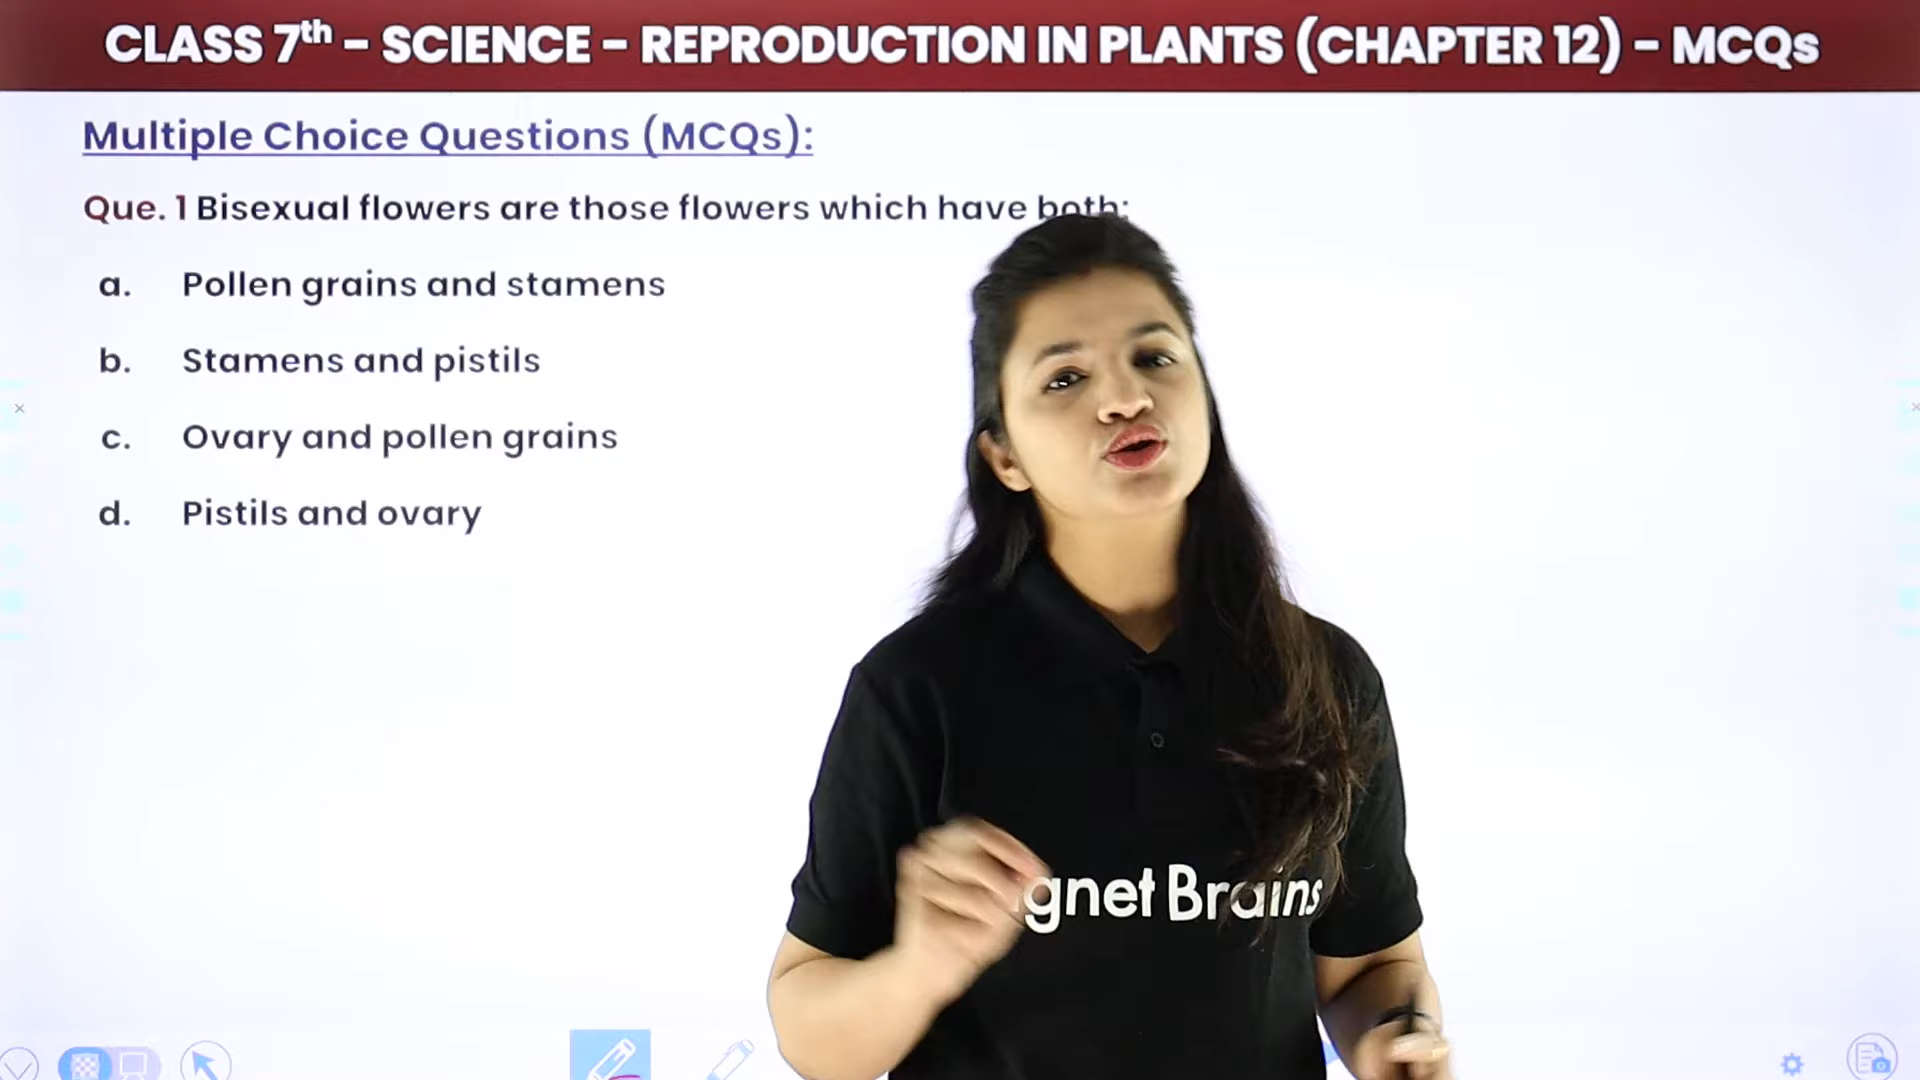 CLASS 7th – SCIENCE – REPRODUCTION IN PLANTS (CHAPTER 12) – MCQs
Multiple Choice Questions (MCQs):
Que. 1 Bisexual flowers are those flowers which have both:
a. Pollen grains and stamens
b. Stamens and pistils
c. Ovary and pollen grains
d. Pistils and ovary
Brains